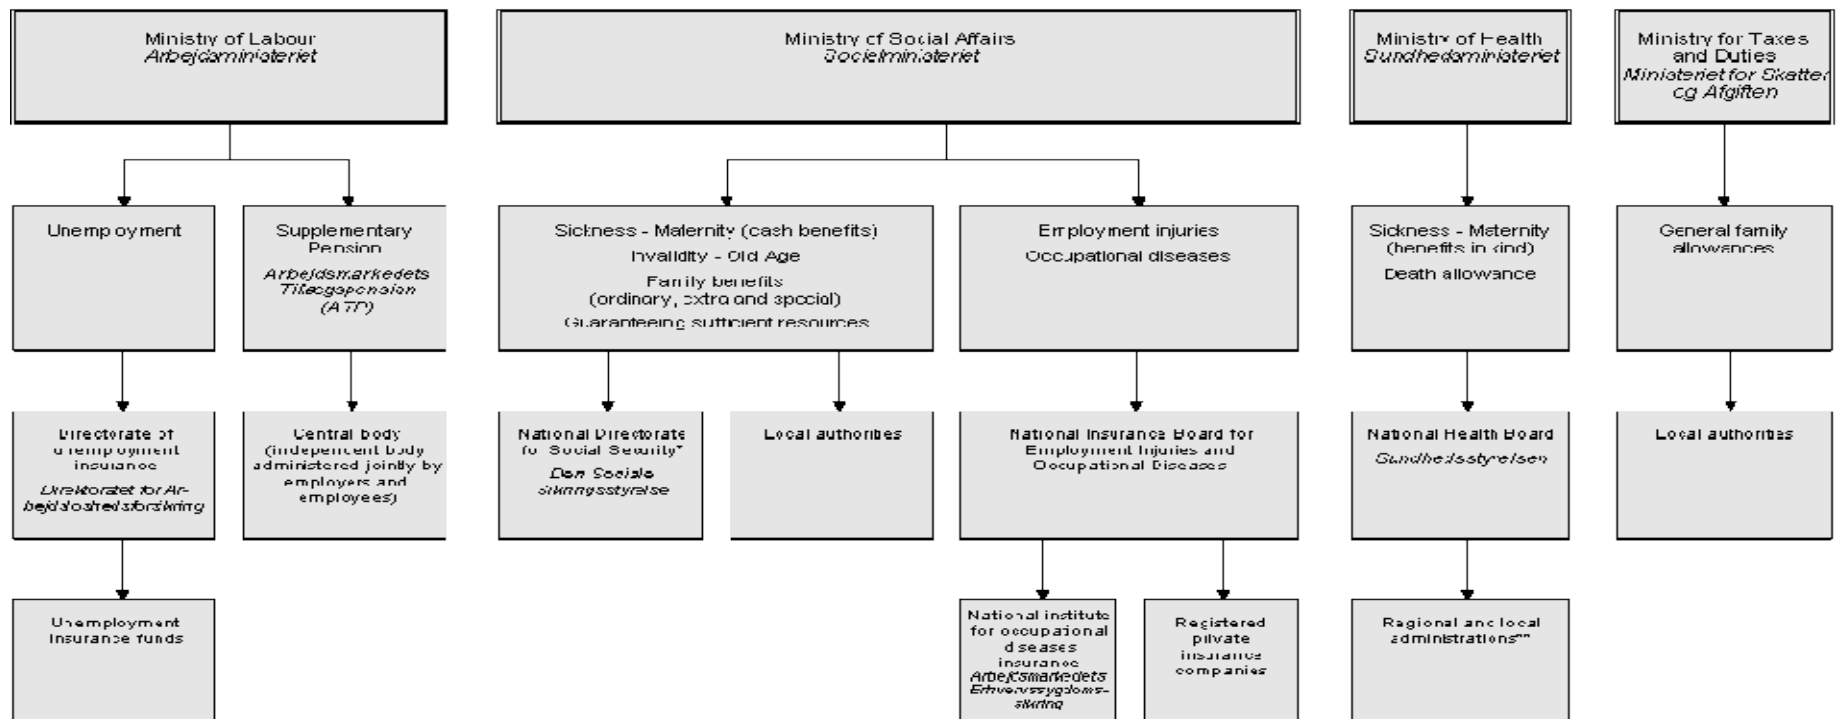 Ministry of Labour
Arbejdsministeriet
Ministry of Social Affairs
Socialministeriet
Ministry of Health
Sundhedsministeriet
Ministry for Taxes
and Duties
Ministeriet for Skatter
og Afgiften
Unemployment
Supplementary
Pension
Arbejdsmarkedets
Tillægspension
(ATP)
Sickness - Maternity (cash benefits)
Invalidity - Old Age
Family benefits
(ordinary, extra and special)
Guaranteeing sufficient resources
Employment injuries
Occupational diseases
Sickness - Maternity
(benefits in kind)
Death allowance
General family
allowances
Directorate of
unemployment
insurance
Direktoratet for Ar-
bejdsløshedsforsikring
Central body
(independent body
administered jointly by
employers and
employees)
National Directorate
for Social Security*
Den Sociale
sikringsstyrelse
Local authorities
National Insurance Board for
Employment Injuries and
Occupational Diseases
National Health Board
Sundhedsstyrelsen
Local authorities
Unemployment
insurance funds
National institute
for occupational
diseases
insurance
Arbejdsmarkedets
Erhvervssygdoms-
sikring
Registered
private
insurance
companies
Regional and local
administrations**